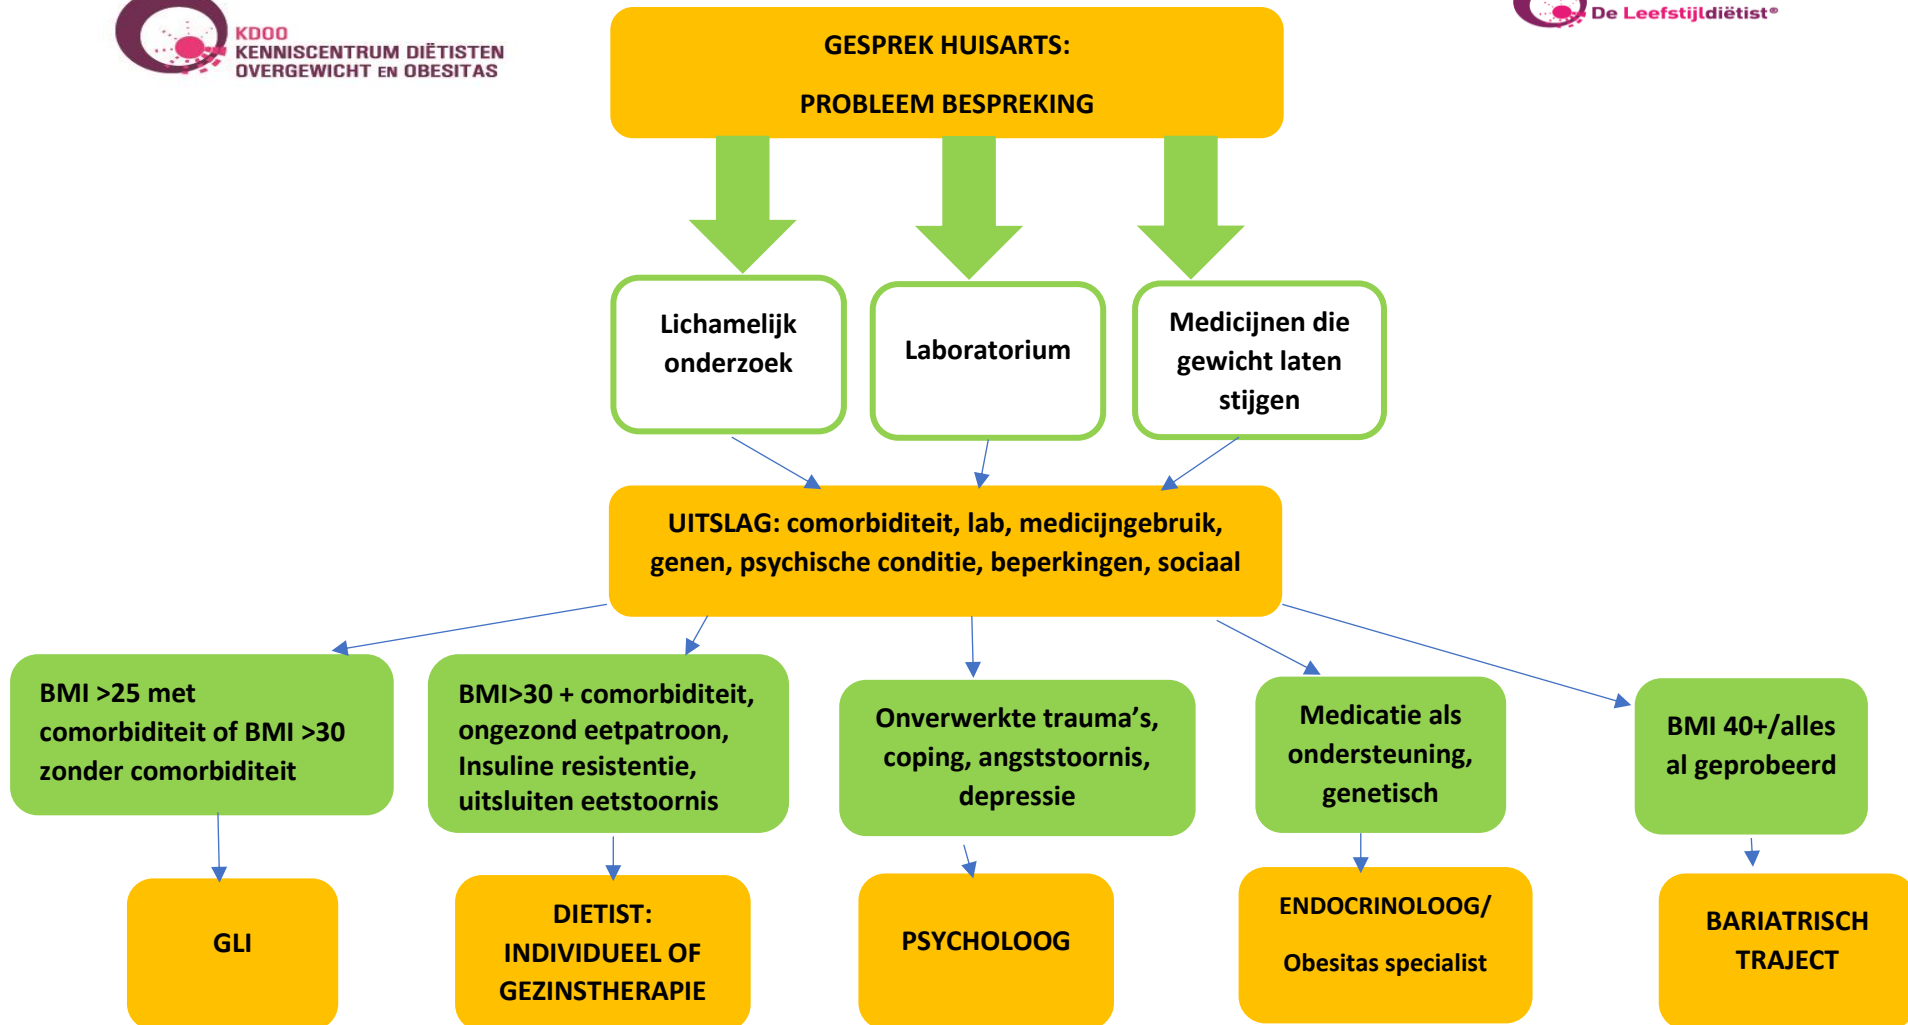 KDOO
KENNISCENTRUM DIËTISTEN
OVERGEWICHT EN OBESITAS
De Leefstijldiëtist®
GESPREK HUISARTS:
PROBLEEM BESPREKING
Lichamelijk
onderzoek
Laboratorium
Medicijnen die
gewicht laten
stijgen
UITSLAG: comorbiditeit, lab, medicijngebruik,
genen, psychische conditie, beperkingen, sociaal
BMI >25 met
comorbiditeit of BMI >30
zonder comorbiditeit
BMI>30 + comorbiditeit,
ongezond eetpatroon,
Insuline resistentie,
uitsluiten eetstoornis
Onverwerkte trauma’s,
coping, angststoornis,
depressie
Medicatie als
ondersteuning,
genetisch
BMI 40+/alles
al geprobeerd
GLI
DIETIST:
INDIVIDUEEL OF
GEZINSTHERAPIE
PSYCHOLOOG
ENDOCRINOLOOG/
Obesitas specialist
BARIATRISCH
TRAJECT